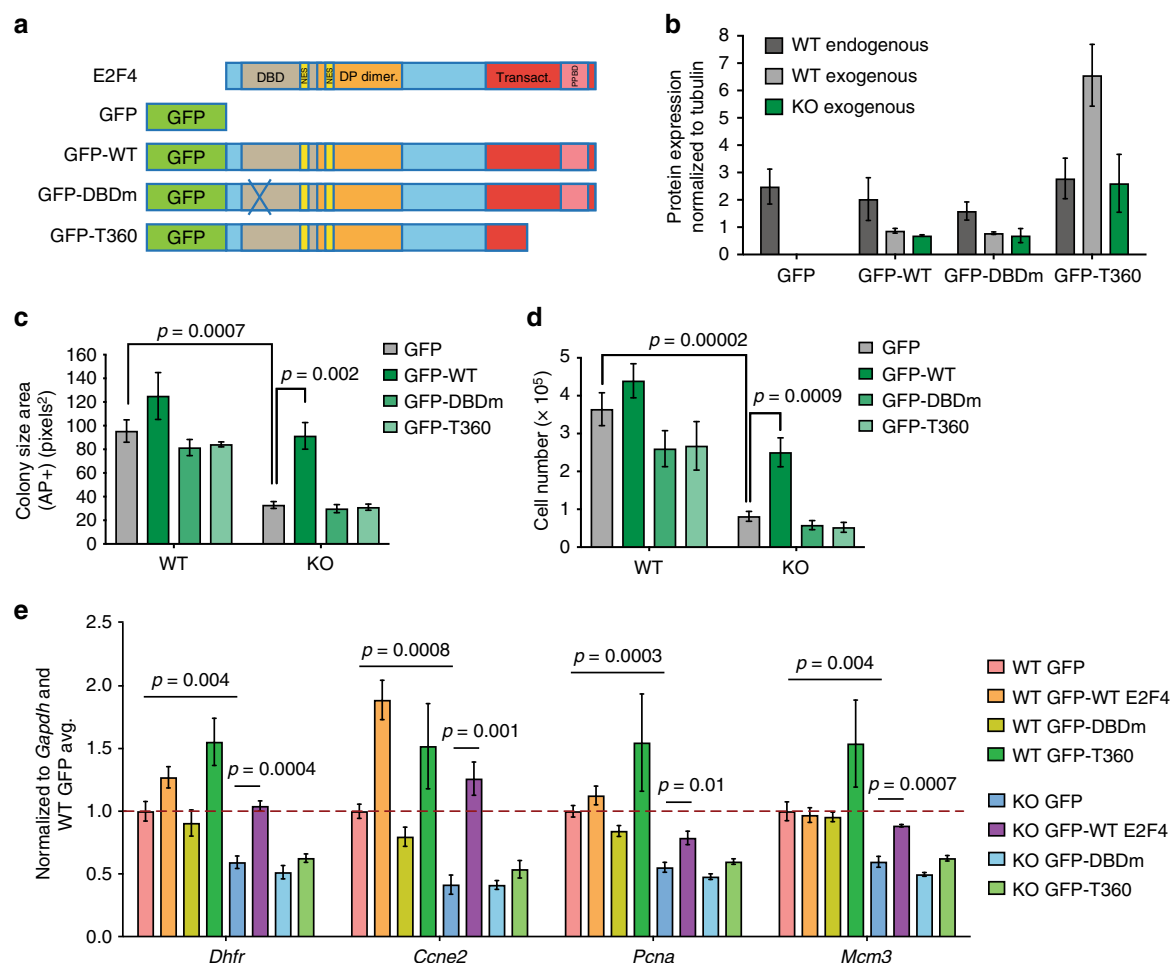 a
E2F4
DBD
NES
NES
DP dimer.
Transact.
PPBD
GFP
GFP
GFP-WT
GFP
GFP-DBDm
GFP
GFP-T360
GFP
b
Protein expression
normalized to tubulin
8
7
6
5
4
3
2
1
0
WT endogenous
WT exogenous
KO exogenous
GFP
GFP-WT
GFP-DBDm
GFP-T360
c
p = 0.0007
Colony size area
(AP+) (pixels²)
160
140
120
100
80
60
40
20
0
p = 0.002
GFP
GFP-WT
GFP-DBDm
GFP-T360
WT
KO
d
p = 0.00002
Cell number (× 10⁵)
5
4
3
2
1
0
p = 0.0009
GFP
GFP-WT
GFP-DBDm
GFP-T360
WT
KO
e
Normalized to Gapdh and
WT GFP avg.
2.5
2.0
1.5
1.0
0.5
0.0
p = 0.004
p = 0.0004
p = 0.0008
p = 0.001
p = 0.0003
p = 0.01
p = 0.004
p = 0.0007
Dhfr
Ccne2
Pcna
Mcm3
WT GFP
WT GFP-WT E2F4
WT GFP-DBDm
WT GFP-T360
KO GFP
KO GFP-WT E2F4
KO GFP-DBDm
KO GFP-T360